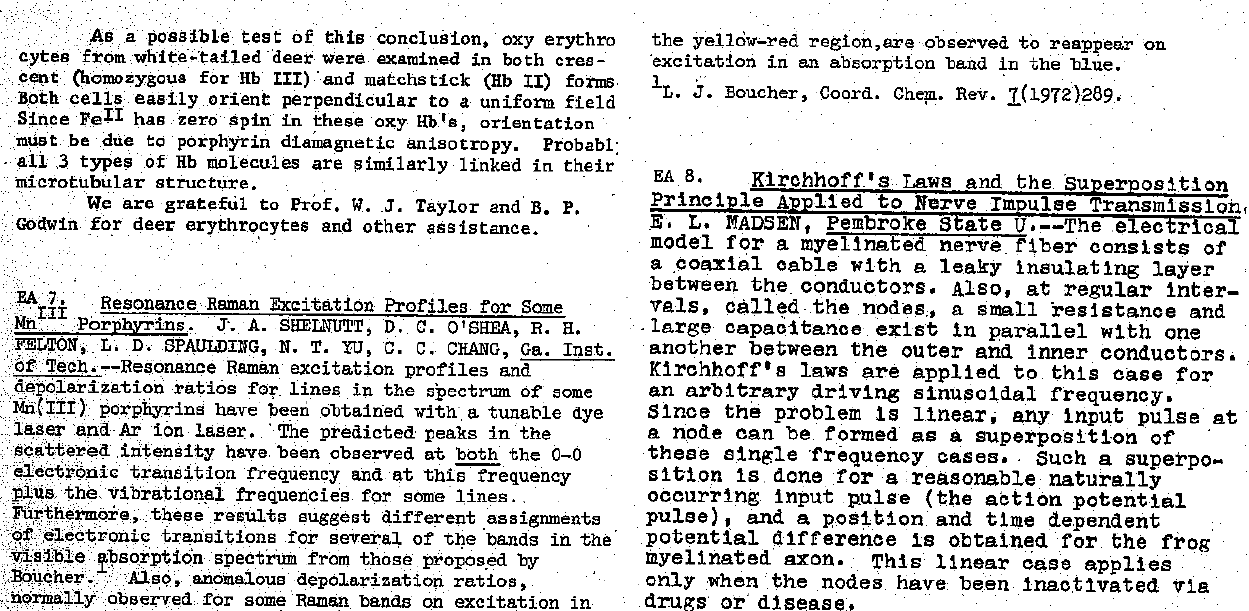 As a possible test of this conclusion, oxy erythro
cytes from white-tailed deer were examined in both cres-
cent (homozygous for Hb III) and matchstick (Hb II) forms
Both cells easily orient perpendicular to a uniform field
Since FeII has zero spin in these oxy Hb's, orientation
must be due to porphyrin diamagnetic anisotropy. Probabl
all 3 types of Hb molecules are similarly linked in their
microtubular structure.
We are grateful to Prof. W. J. Taylor and B. P.
Godwin for deer erythrocytes and other assistance.
EA 7. Resonance Raman Excitation Profiles for Some
MnIII Porphyrins. J. A. SHELNUTT, D. C. O'SHEA, R. H.
FELTON, L. D. SPAULDING, N. T. YU, C. C. CHANG, Ga. Inst.
of Tech.--Resonance Raman excitation profiles and
depolarization ratios for lines in the spectrum of some
Mn(III) porphyrins have been obtained with a tunable dye
laser and Ar ion laser. The predicted peaks in the
scattered intensity have been observed at both the 0-0
electronic transition frequency and at this frequency
plus the vibrational frequencies for some lines.
Furthermore, these results suggest different assignments
of electronic transitions for several of the bands in the
visible absorption spectrum from those proposed by
Boucher.1 Also, anomalous depolarization ratios,
normally observed for some Raman bands on excitation in
the yellow-red region,are observed to reappear on
excitation in an absorption band in the blue.
1L. J. Boucher, Coord. Chem. Rev. 7(1972)289.
EA 8. Kirchhoff's Laws and the Superposition
Principle Applied to Nerve Impulse Transmission.
E. L. MADSEN, Pembroke State U.--The electrical
model for a myelinated nerve fiber consists of
a coaxial cable with a leaky insulating layer
between the conductors. Also, at regular inter-
vals, called the nodes, a small resistance and
large capacitance exist in parallel with one
another between the outer and inner conductors.
Kirchhoff's laws are applied to this case for
an arbitrary driving sinusoidal frequency.
Since the problem is linear, any input pulse at
a node can be formed as a superposition of
these single frequency cases. Such a superpo-
sition is done for a reasonable naturally
occurring input pulse (the action potential
pulse), and a position and time dependent
potential difference is obtained for the frog
myelinated axon. This linear case applies
only when the nodes have been inactivated via
drugs or disease.